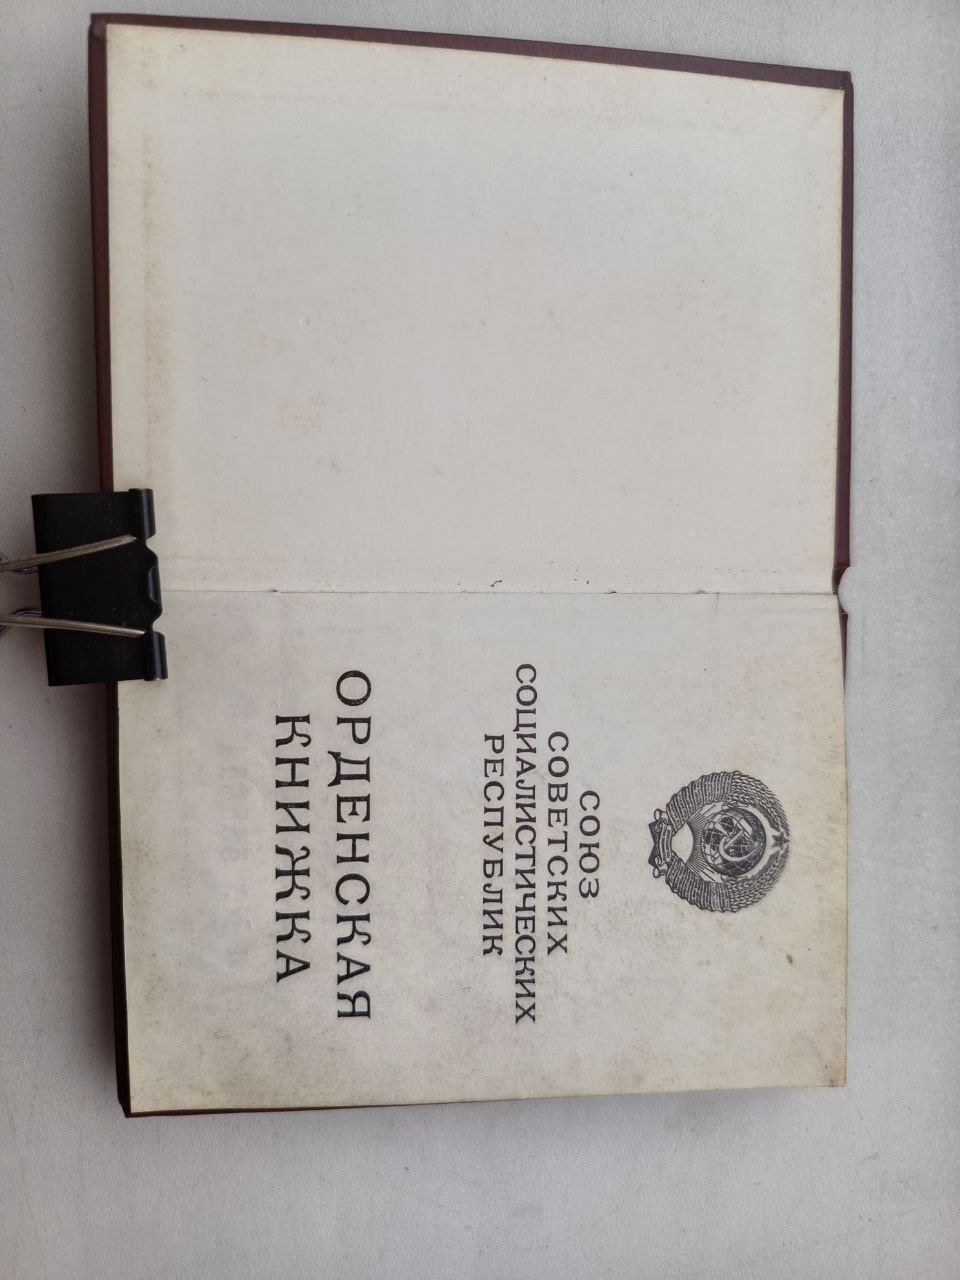 СОЮЗ
СОВЕТСКИХ
СОЦИАЛИСТИЧЕСКИХ
РЕСПУБЛИК
ОРДЕНСКАЯ
КНИЖКА